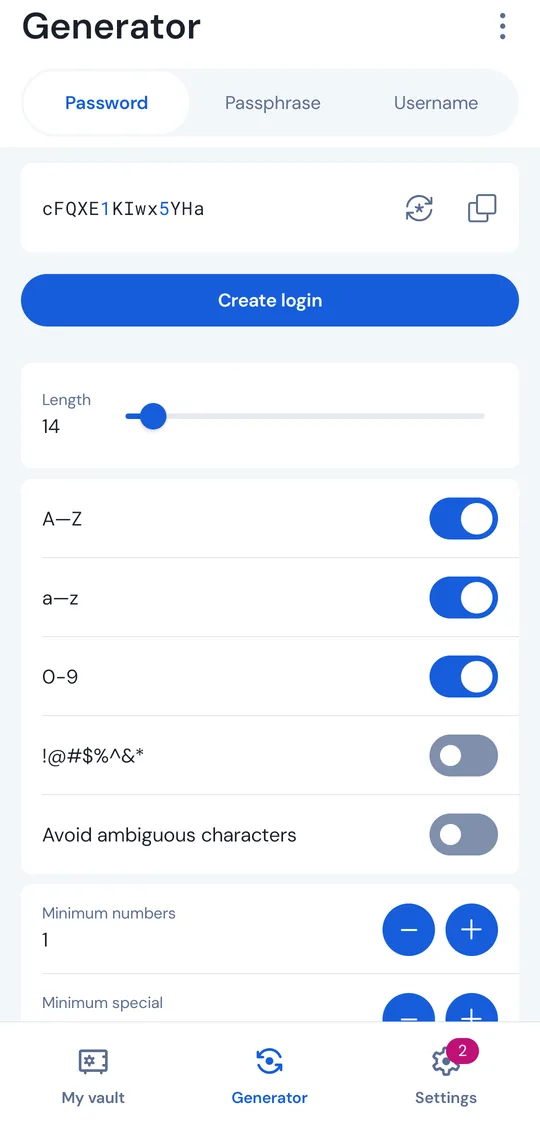 Generator
Password Passphrase Username
cFQXE1KIwx5YHa
Create login
Length
14
A—Z
a—z
0-9
!@#$%^&*
Avoid ambiguous characters
Minimum numbers
1
Minimum special
2
My vault Generator Settings